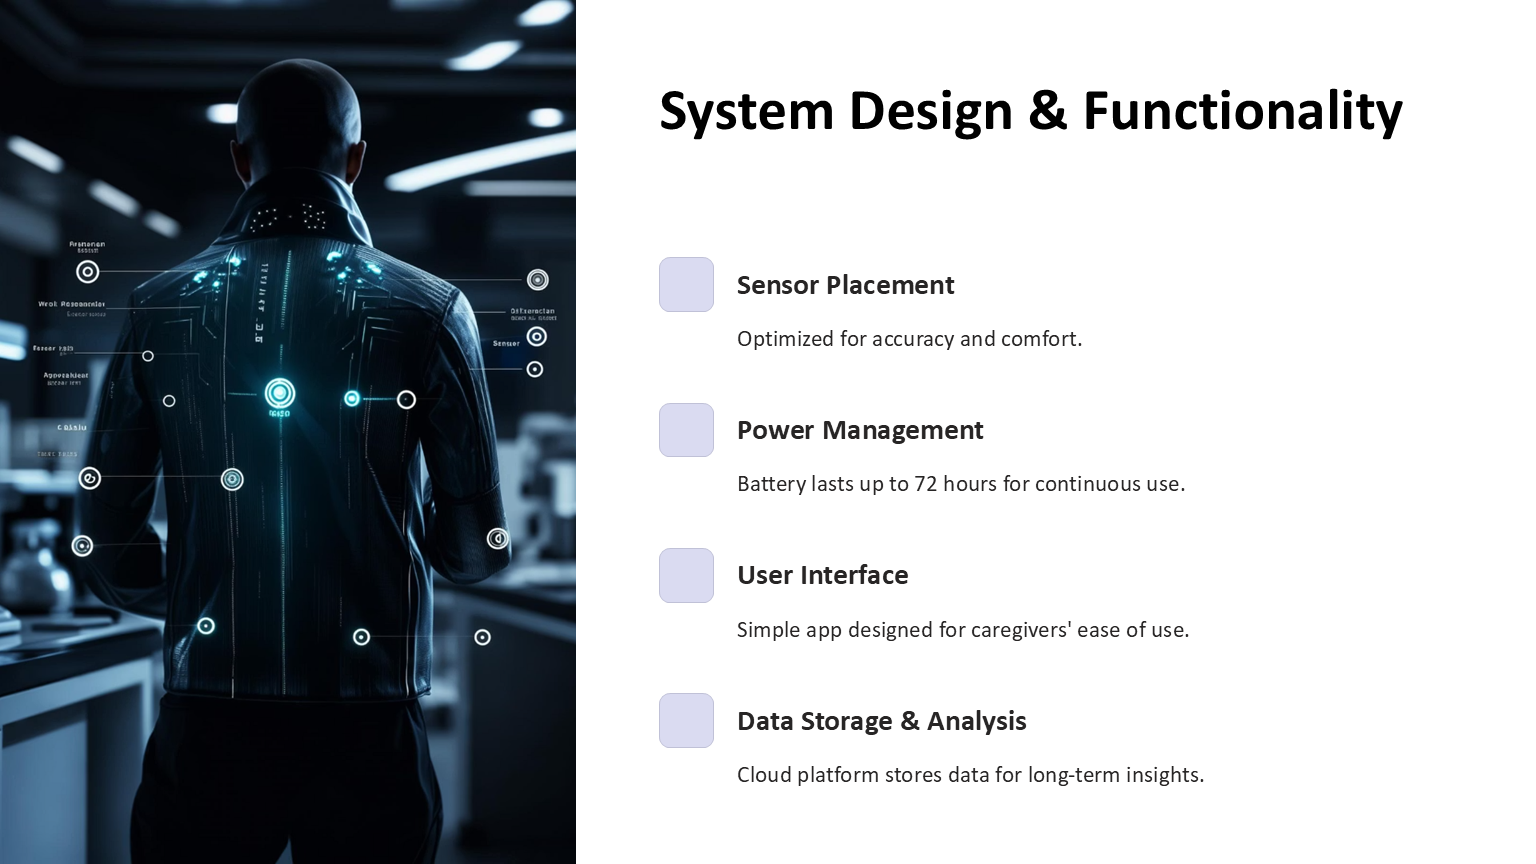 System Design & Functionality
Sensor Placement
Optimized for accuracy and comfort.
Power Management
Battery lasts up to 72 hours for continuous use.
User Interface
Simple app designed for caregivers' ease of use.
Data Storage & Analysis
Cloud platform stores data for long-term insights.
Sensor